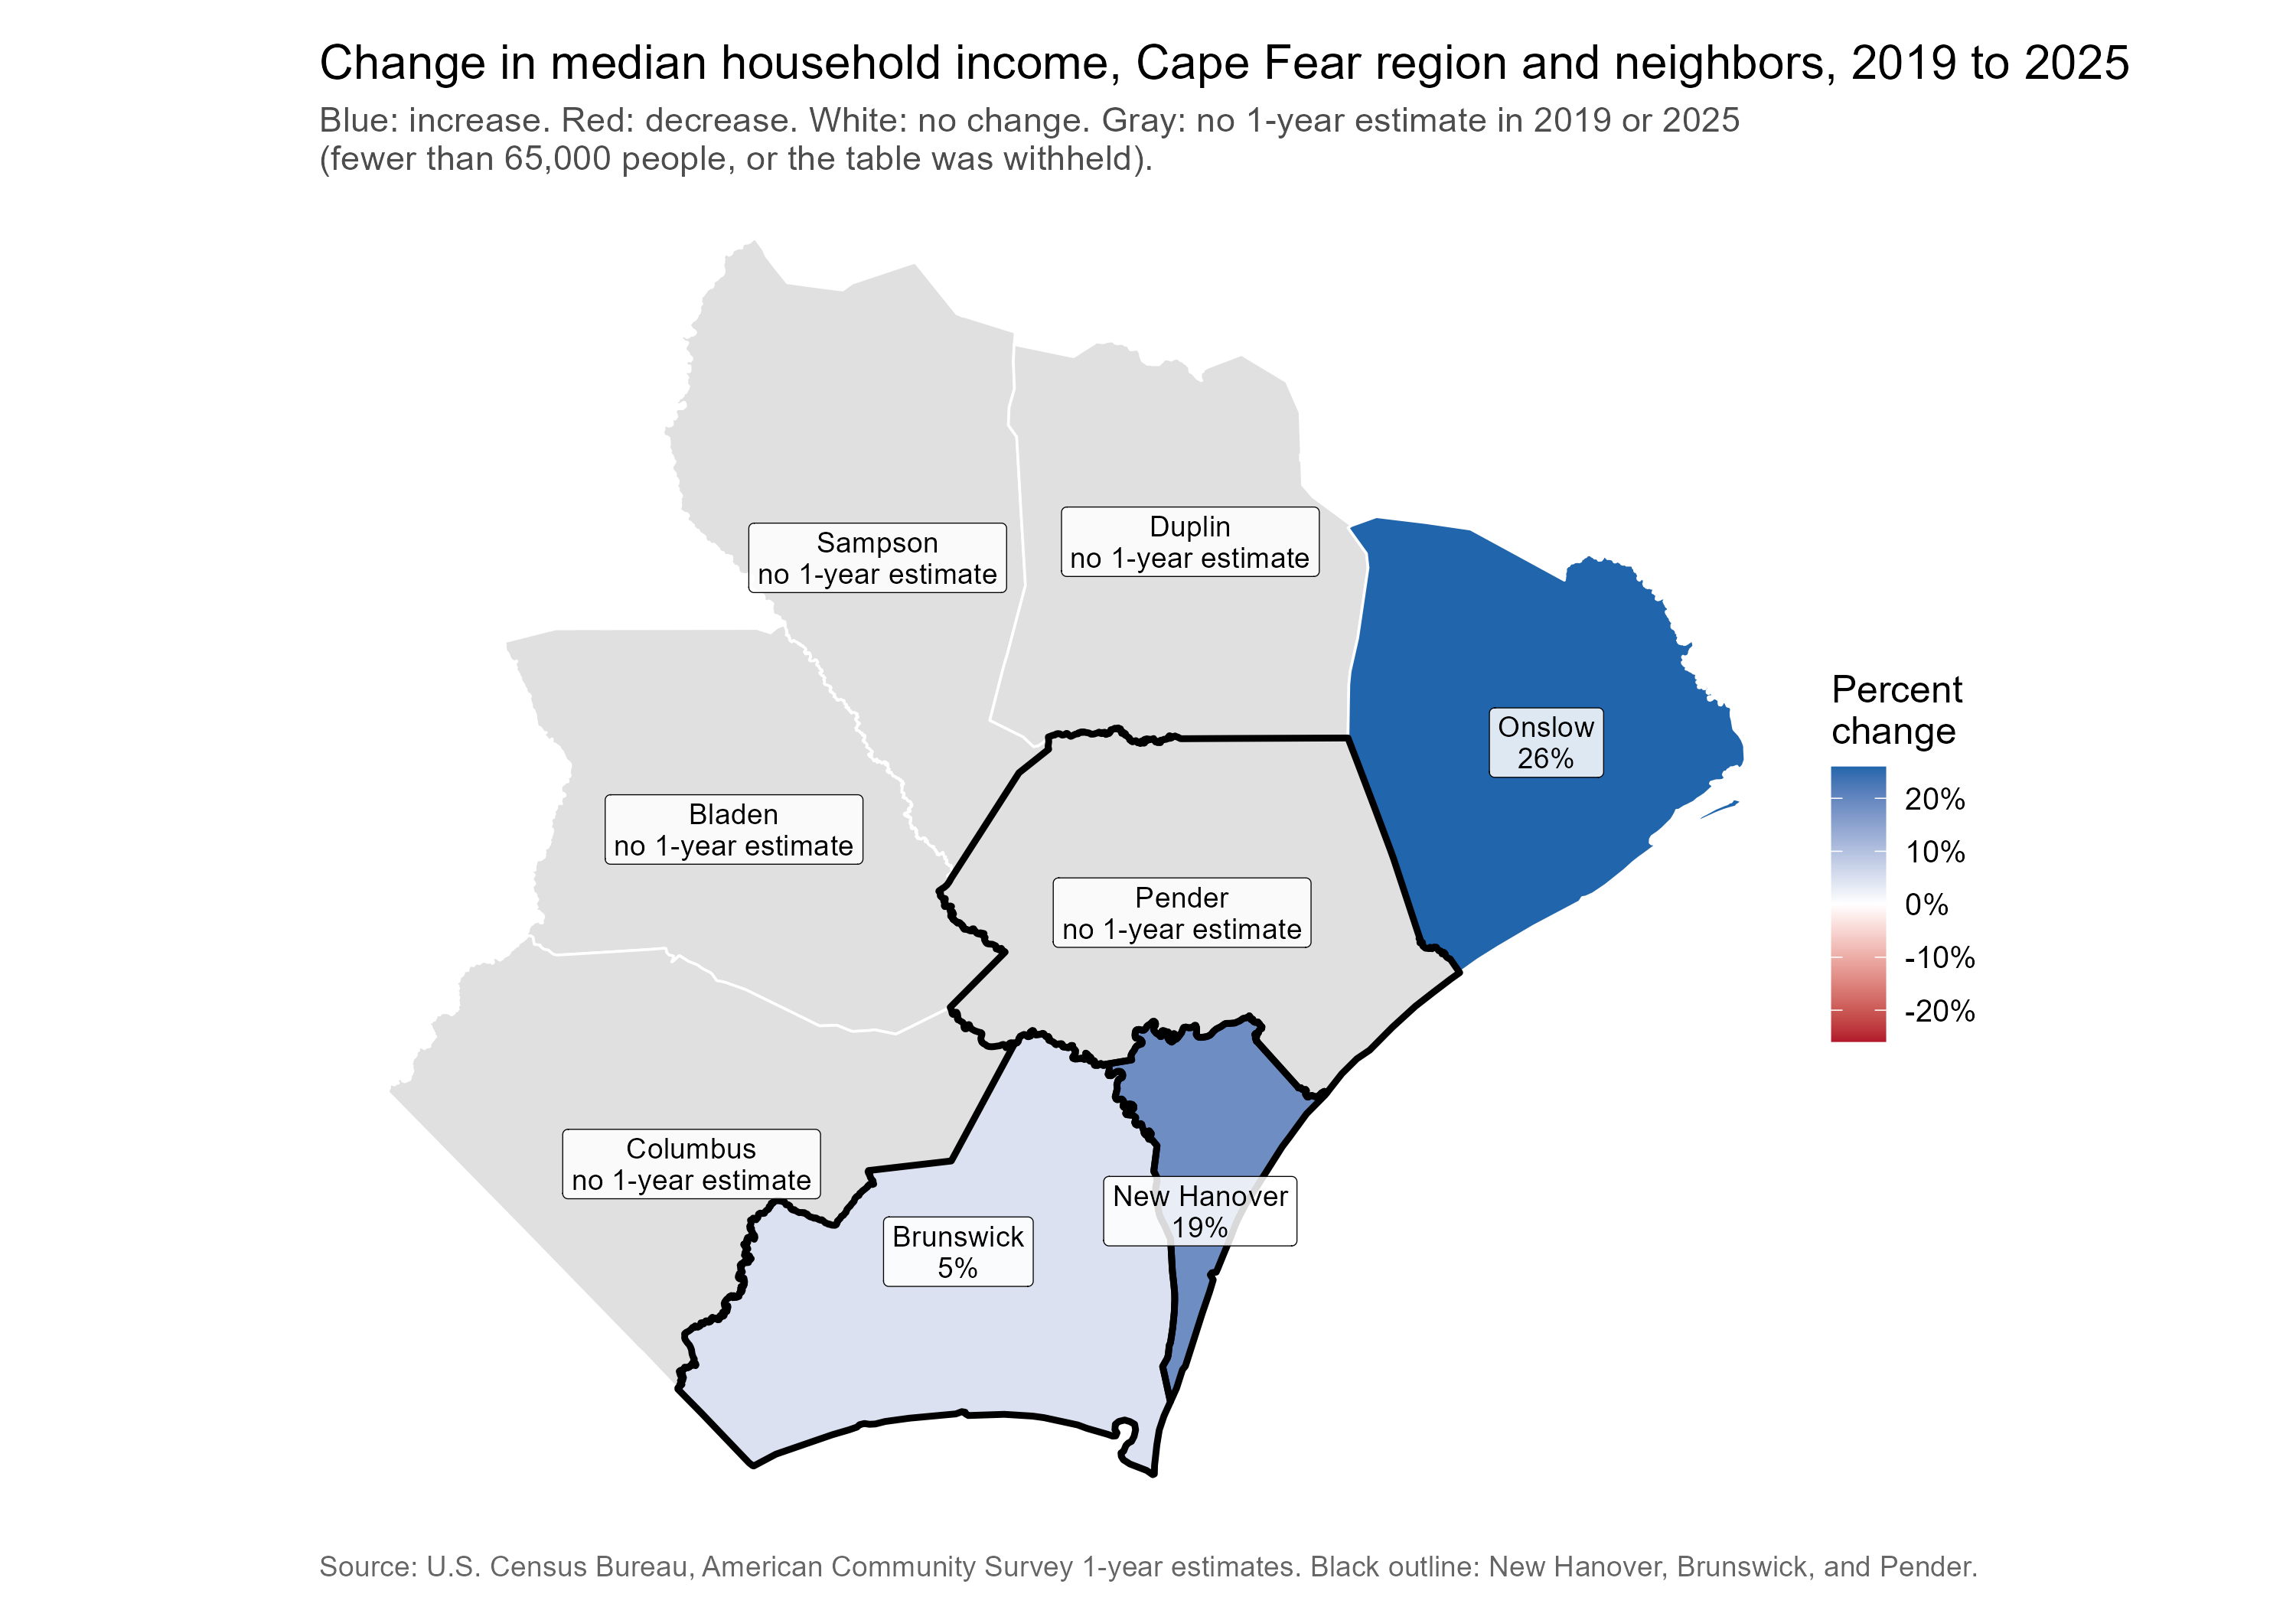 Change in median household income, Cape Fear region and neighbors, 2019 to 2025
Blue: increase. Red: decrease. White: no change. Gray: no 1-year estimate in 2019 or 2025
(fewer than 65,000 people, or the table was withheld).
Sampson
no 1-year estimate
Duplin
no 1-year estimate
Onslow
26%
Bladen
no 1-year estimate
Pender
no 1-year estimate
Columbus
no 1-year estimate
New Hanover
19%
Brunswick
5%
Percent
change
20%
10%
0%
-10%
-20%
Source: U.S. Census Bureau, American Community Survey 1-year estimates. Black outline: New Hanover, Brunswick, and Pender.